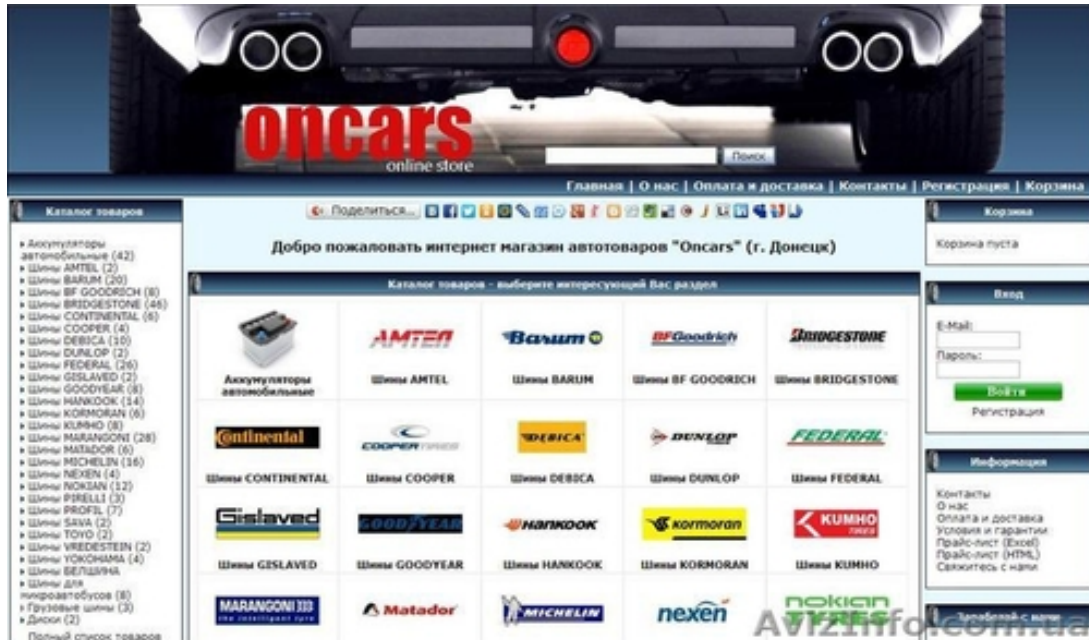 oncars
online store
Поиск
Главная | О нас | Оплата и доставка | Контакты | Регистрация | Корзина
Каталог товаров
Аккумуляторы
автомобильные (42)
Шины AMTEL (2)
Шины BARUM (20)
Шины BF GOODRICH (8)
Шины BRIDGESTONE (46)
Шины CONTINENTAL (6)
Шины COOPER (4)
Шины DEBICA (10)
Шины DUNLOP (2)
Шины FEDERAL (26)
Шины GISLAVED (2)
Шины GOODYEAR (8)
Шины HANKOOK (14)
Шины KORMORAN (6)
Шины KUMHO (8)
Шины MARANGONI (28)
Шины MATADOR (6)
Шины MICHELIN (16)
Шины NEXEN (4)
Шины NOKIAN (12)
Шины PIRELLI (3)
Шины PROFIL (7)
Шины SAVA (2)
Шины TOYO (2)
Шины VREDESTEIN (2)
Шины YOKOHAMA (4)
Шины БЕЛШИНА
Шины для
микроавтобусов (8)
Грузовые шины (3)
Диски (2)
Полный список товаров
Поделиться...
Добро пожаловать интернет магазин автотоваров "Oncars" (г. Донецк)
Каталог товаров - выберите интересующий Вас раздел
АМТЕЛ Barum BFGoodrich BRIDGESTONE
Аккумуляторы
автомобильные
Шины AMTEL Шины BARUM Шины BF GOODRICH Шины BRIDGESTONE
Continental COOPERTIRES DEBICA DUNLOP FEDERAL
Шины CONTINENTAL Шины COOPER Шины DEBICA Шины DUNLOP Шины FEDERAL
Gislaved GOODYEAR HANKOOK Kormoran KUMHO
TIRES
Шины GISLAVED Шины GOODYEAR Шины HANKOOK Шины KORMORAN Шины KUMHO
MARANGONI Matador MICHELIN nexen nokian
the intelligent tyre
TYRES
Корзина
Корзина пуста
Вход
E-Mail:
Пароль:
Войти
Регистрация
Информация
Контакты
О нас
Оплата и доставка
Условия и гарантии
Прайс-лист (Excel)
Прайс-лист (HTML)
Свяжитесь с нами
Заработай с нами
AvizInfo.com.ua